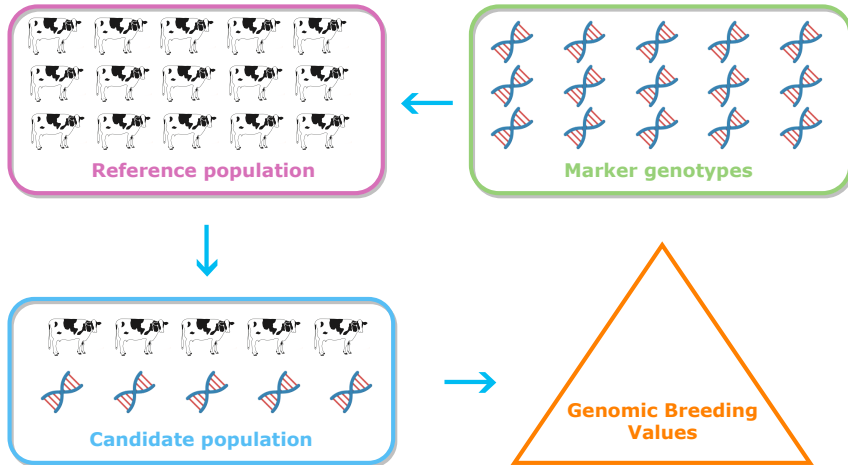 Reference population
Marker genotypes
Candidate population
Genomic Breeding
Values